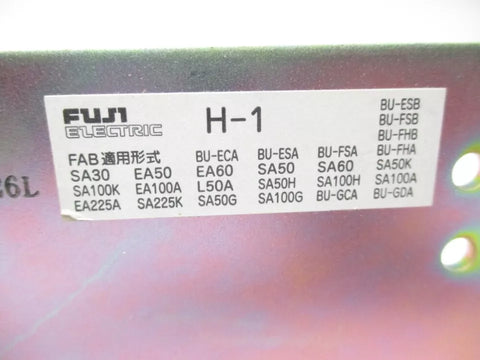 FUJI
ELECTRIC
H-1
BU-ESB
BU-FSB
BU-FHB
FAB適用形式 BU-ECA BU-ESA BU-FSA BU-FHA
SA30 EA50 EA60 SA50 SA60 SA50K
SA100K EA100A L50A SA50H SA100H SA100A
EA225A SA225K SA50G SA100G BU-GCA BU-GDA
26L